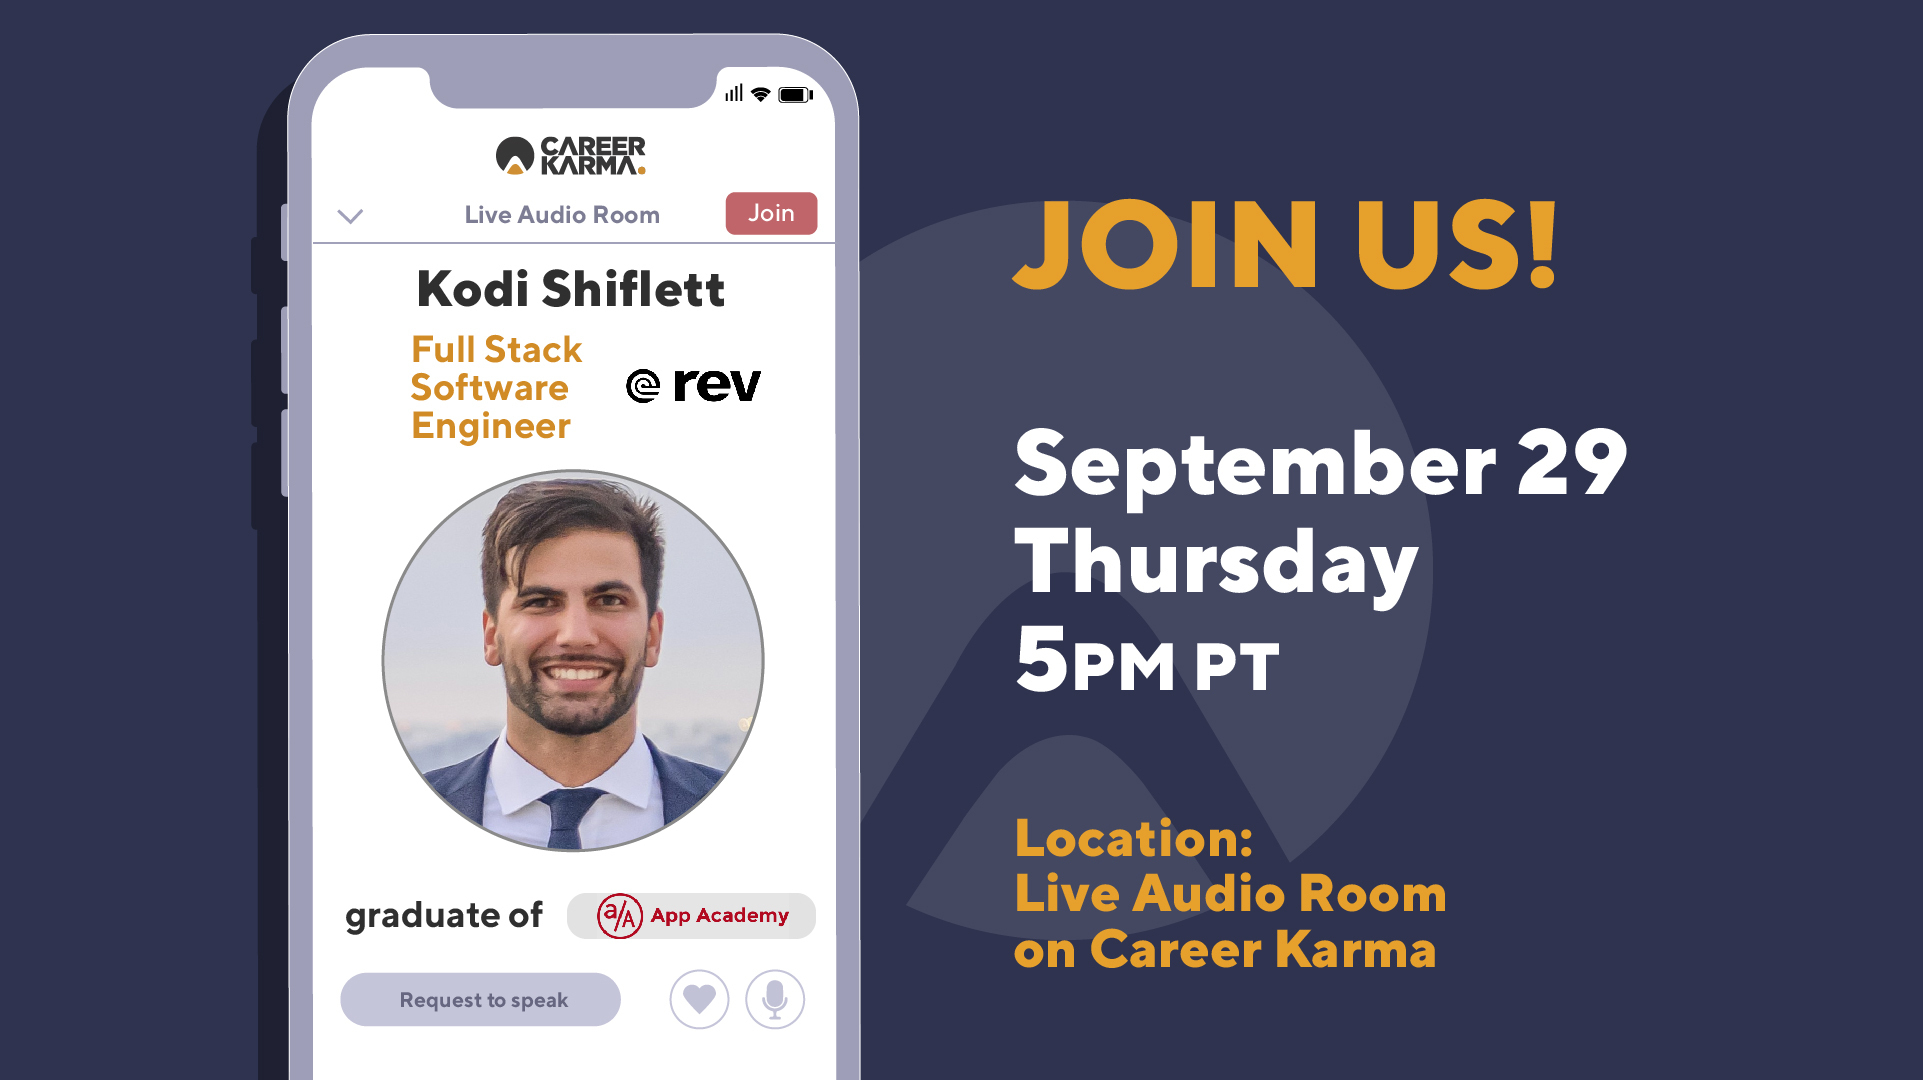 CAREER
KARMA.
Live Audio Room
Join
Kodi Shiflett
Full Stack
Software
Engineer
rev
graduate of
a/A App Academy
Request to speak
JOIN US!
September 29
Thursday
5PM PT
Location:
Live Audio Room
on Career Karma